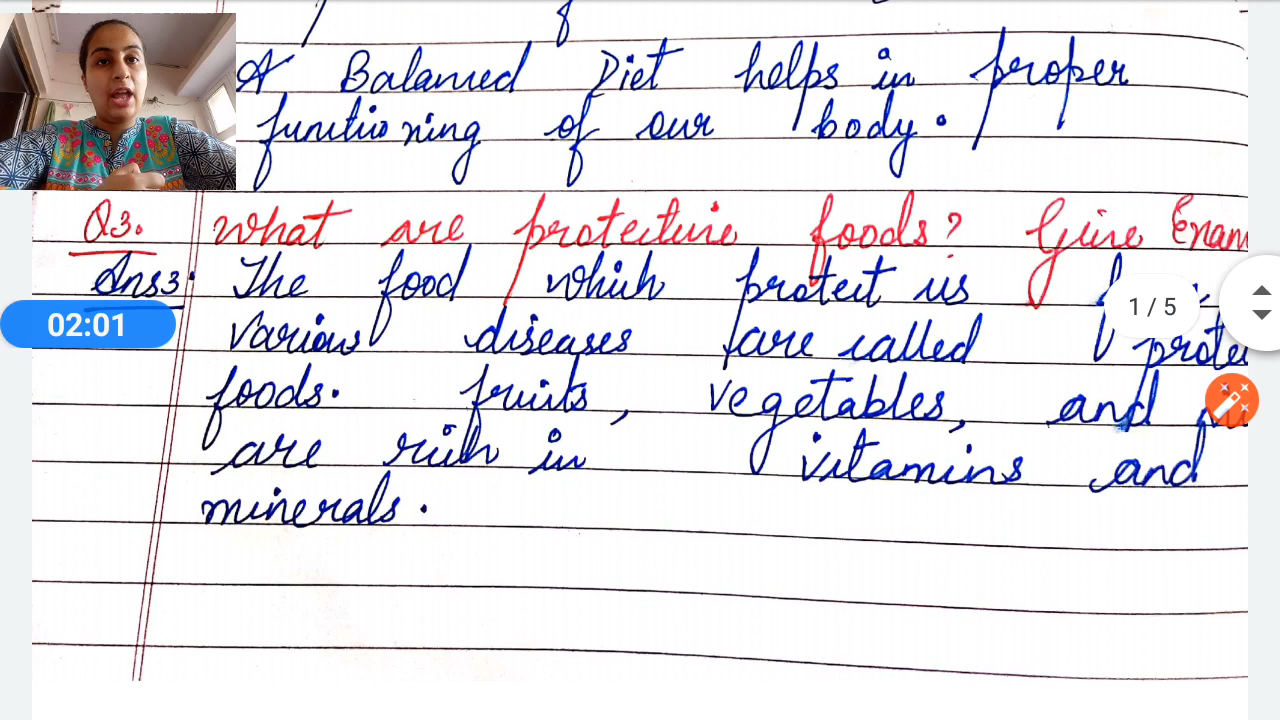 A Balanced Diet helps in proper
functioning of our body.
Q3. What are protective foods? Give Exam
Ans3. The food which protect us
1 / 5
02:01
various diseases are called prote
foods. fruits, vegetables, and
are rich in vitamins and
minerals.